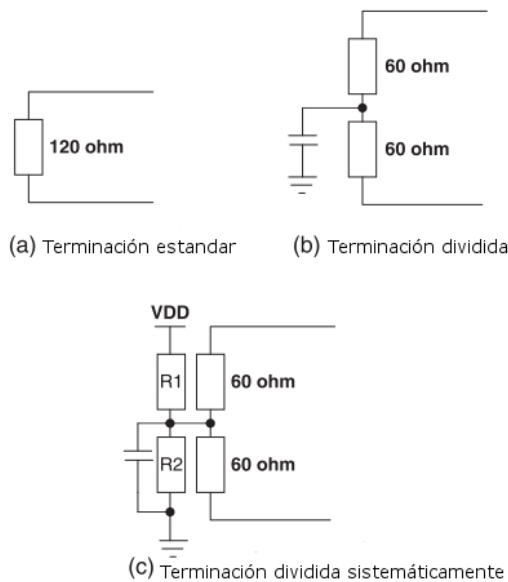 60 ohm
120 ohm
60 ohm
(a) Terminación estandar
(b) Terminación dividida
VDD
R1
60 ohm
R2
60 ohm
(c) Terminación dividida sistemáticamente